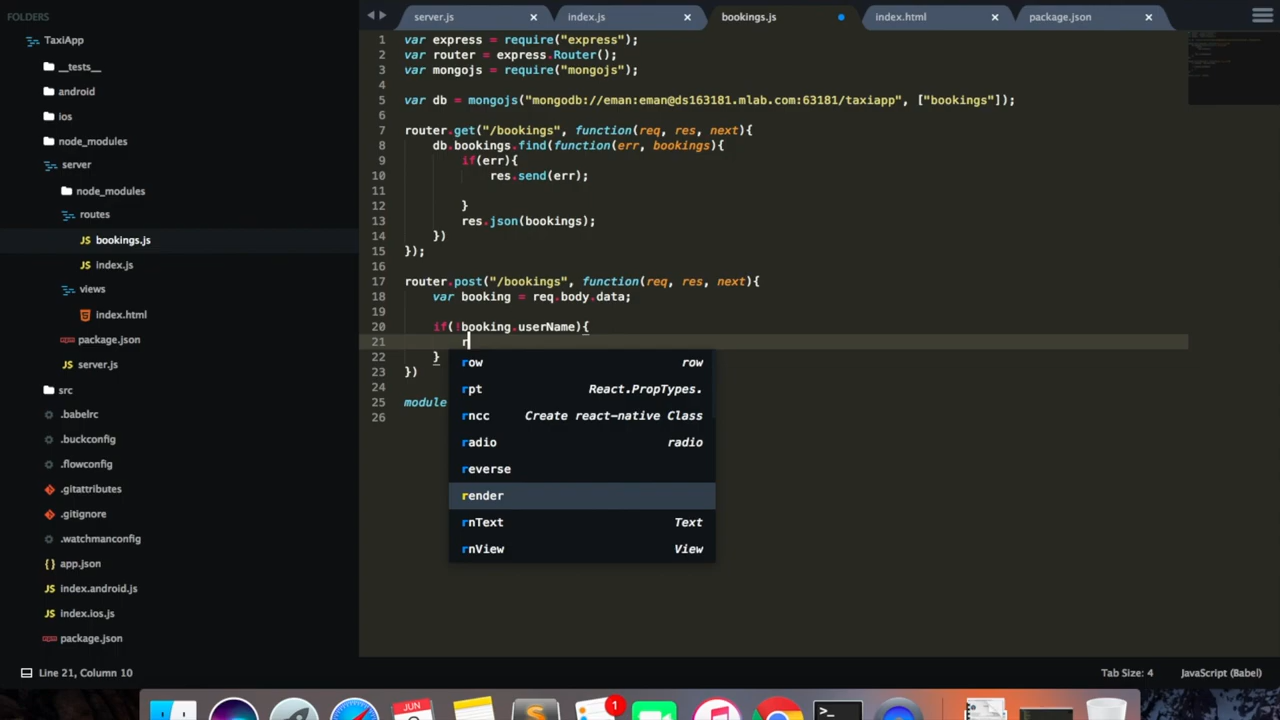 FOLDERS
TaxiApp
__tests__
android
ios
node_modules
server
node_modules
routes
bookings.js
index.js
views
index.html
package.json
server.js
src
.babelrc
.buckconfig
.flowconfig
.gitattributes
.gitignore
.watchmanconfig
app.json
index.android.js
index.ios.js
package.json
server.js index.js bookings.js index.html package.json
1 var express = require("express");
2 var router = express.Router();
3 var mongojs = require("mongojs");
4
5 var db = mongojs("mongodb://eman:eman@ds163181.mlab.com:63181/taxiapp", ["bookings"]);
6
7 router.get("/bookings", function(req, res, next){
8 db.bookings.find(function(err, bookings){
9 if(err){
10 res.send(err);
11
12 }
13 res.json(bookings);
14 })
15 });
16
17 router.post("/bookings", function(req, res, next){
18 var booking = req.body.data;
19
20 if(!booking.userName){
21 r
22 }
23 })
24
25 module
26
row row
rpt React.PropTypes.
rncc Create react-native Class
radio radio
reverse
render
rnText Text
rnView View
Line 21, Column 10 Tab Size: 4 JavaScript (Babel)
JUN
1